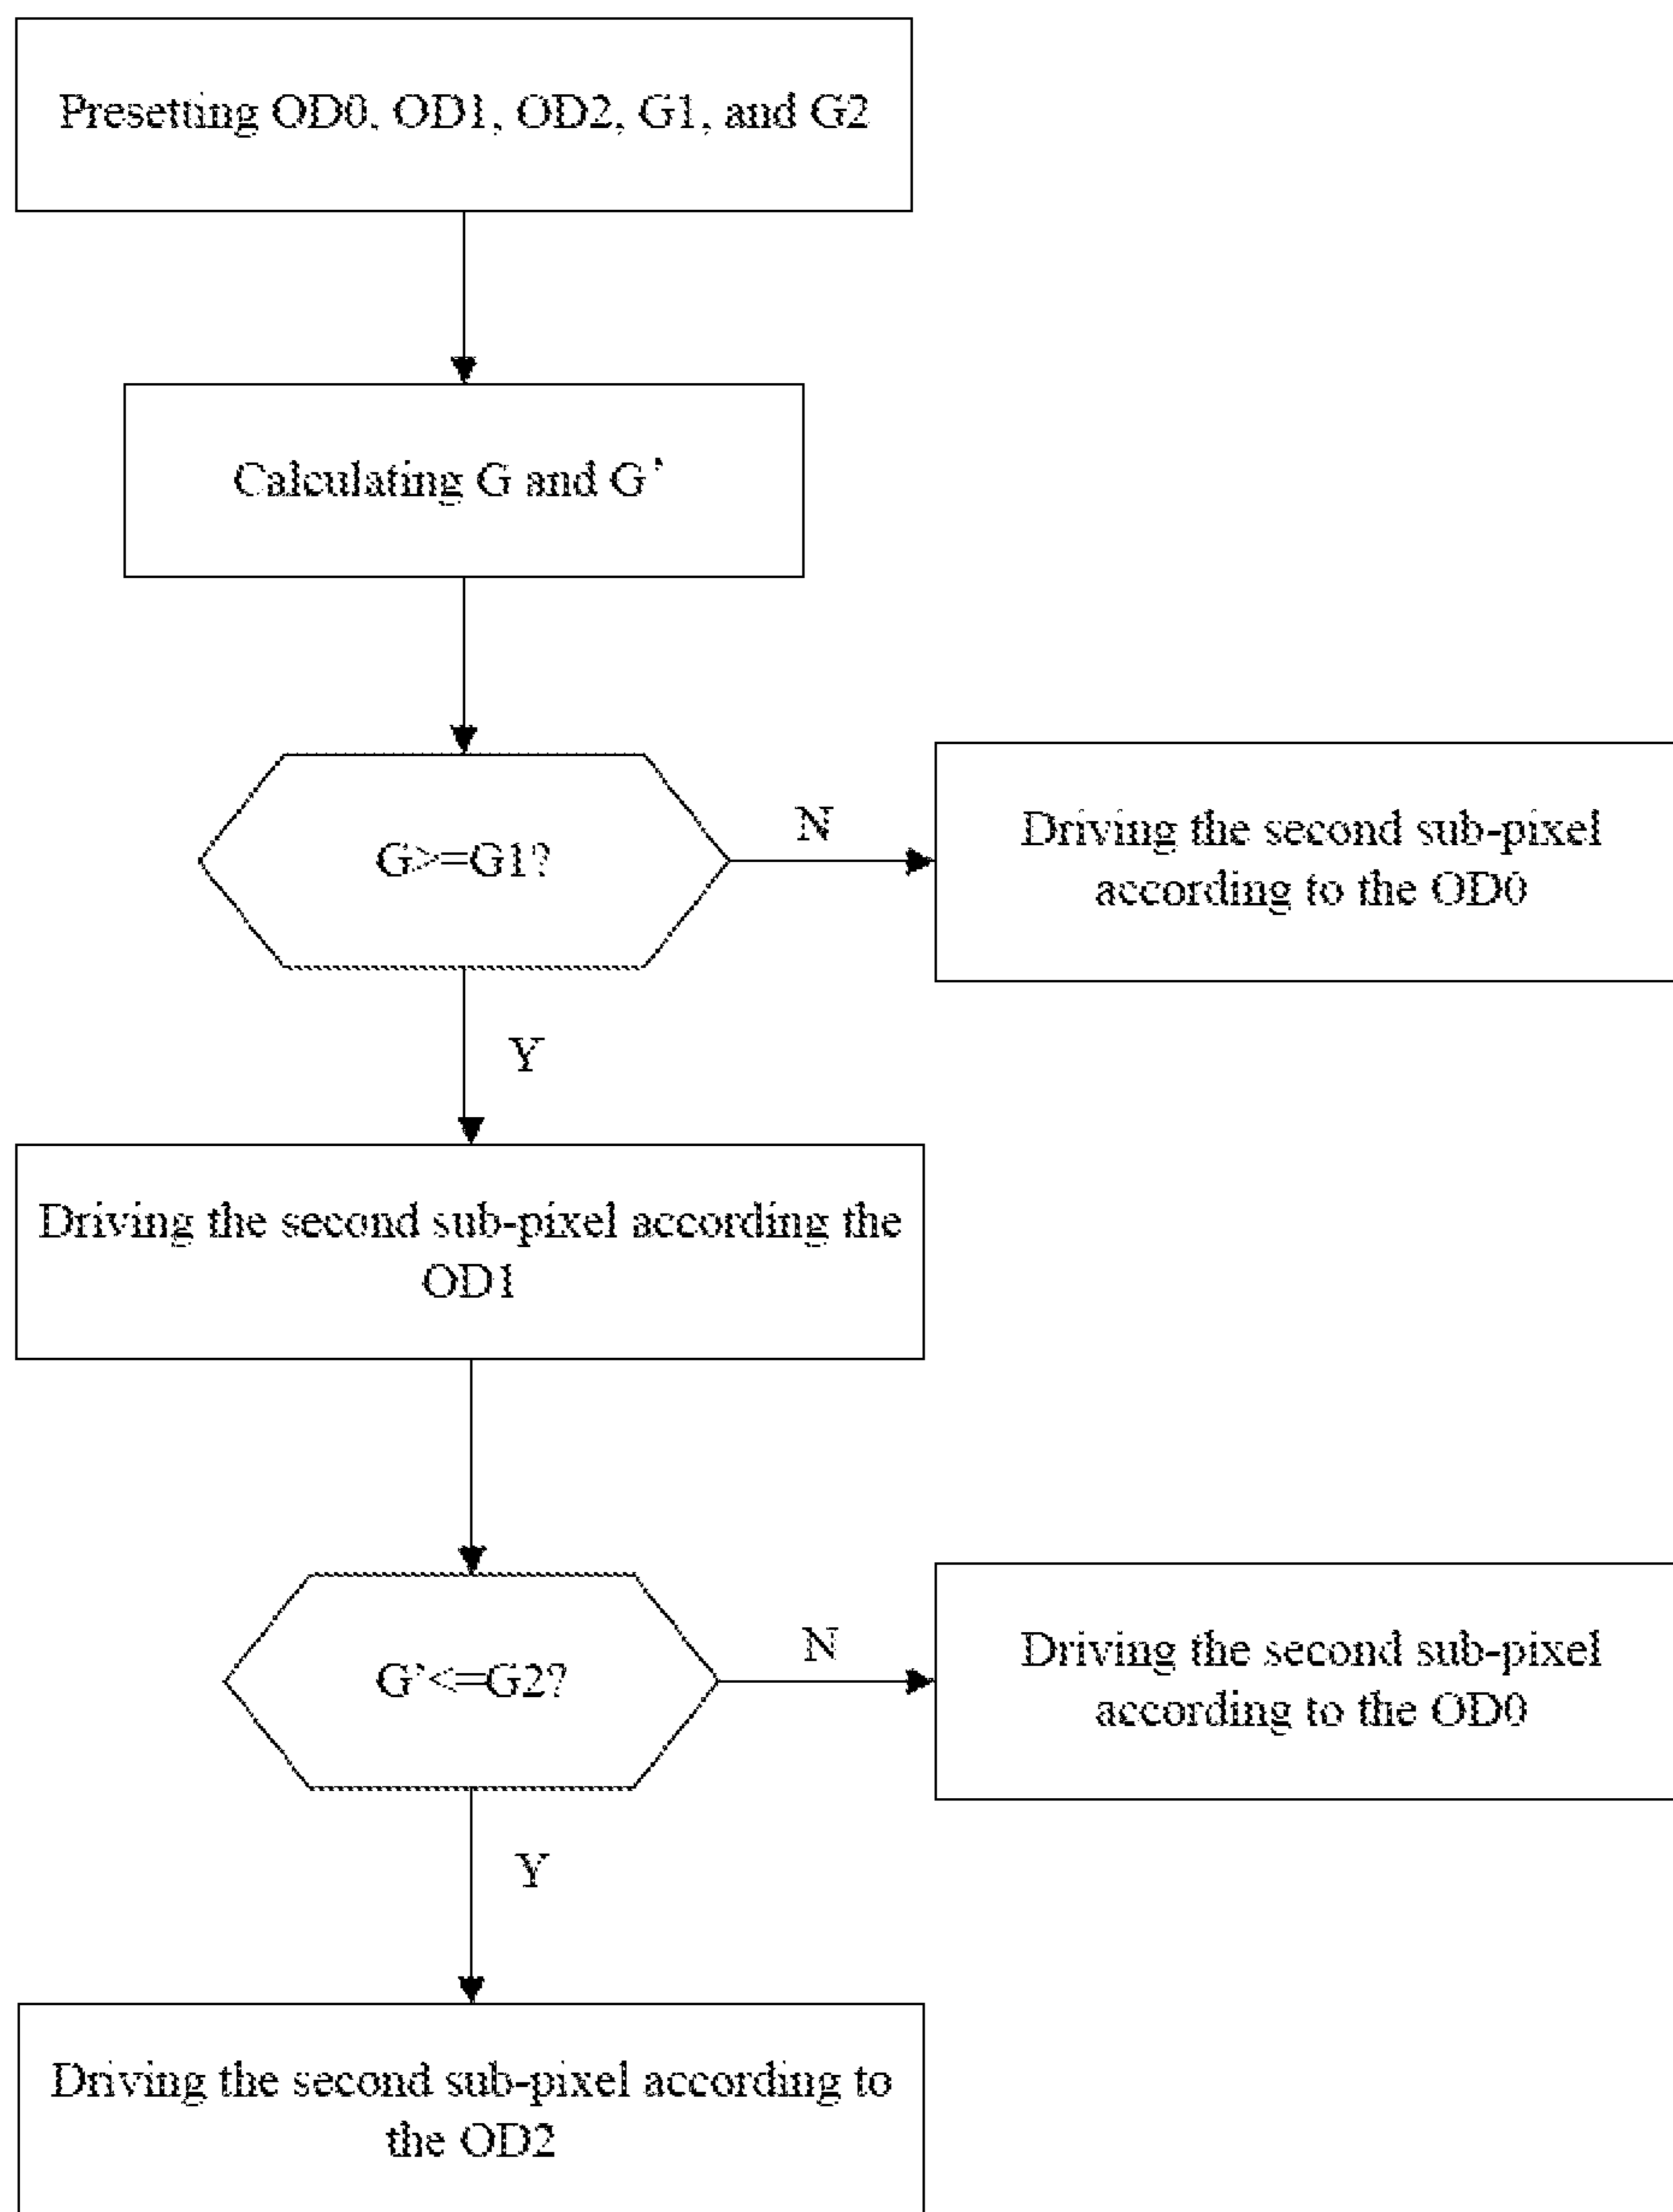 Presetting OD0, OD1, OD2, G1, and G2
Calculating G and G’
G>=G1?
N
Driving the second sub-pixel
according to the OD0
Y
Driving the second sub-pixel according the
OD1
G’<=G2?
N
Driving the second sub-pixel
according to the OD0
Y
Driving the second sub-pixel according to
the OD2